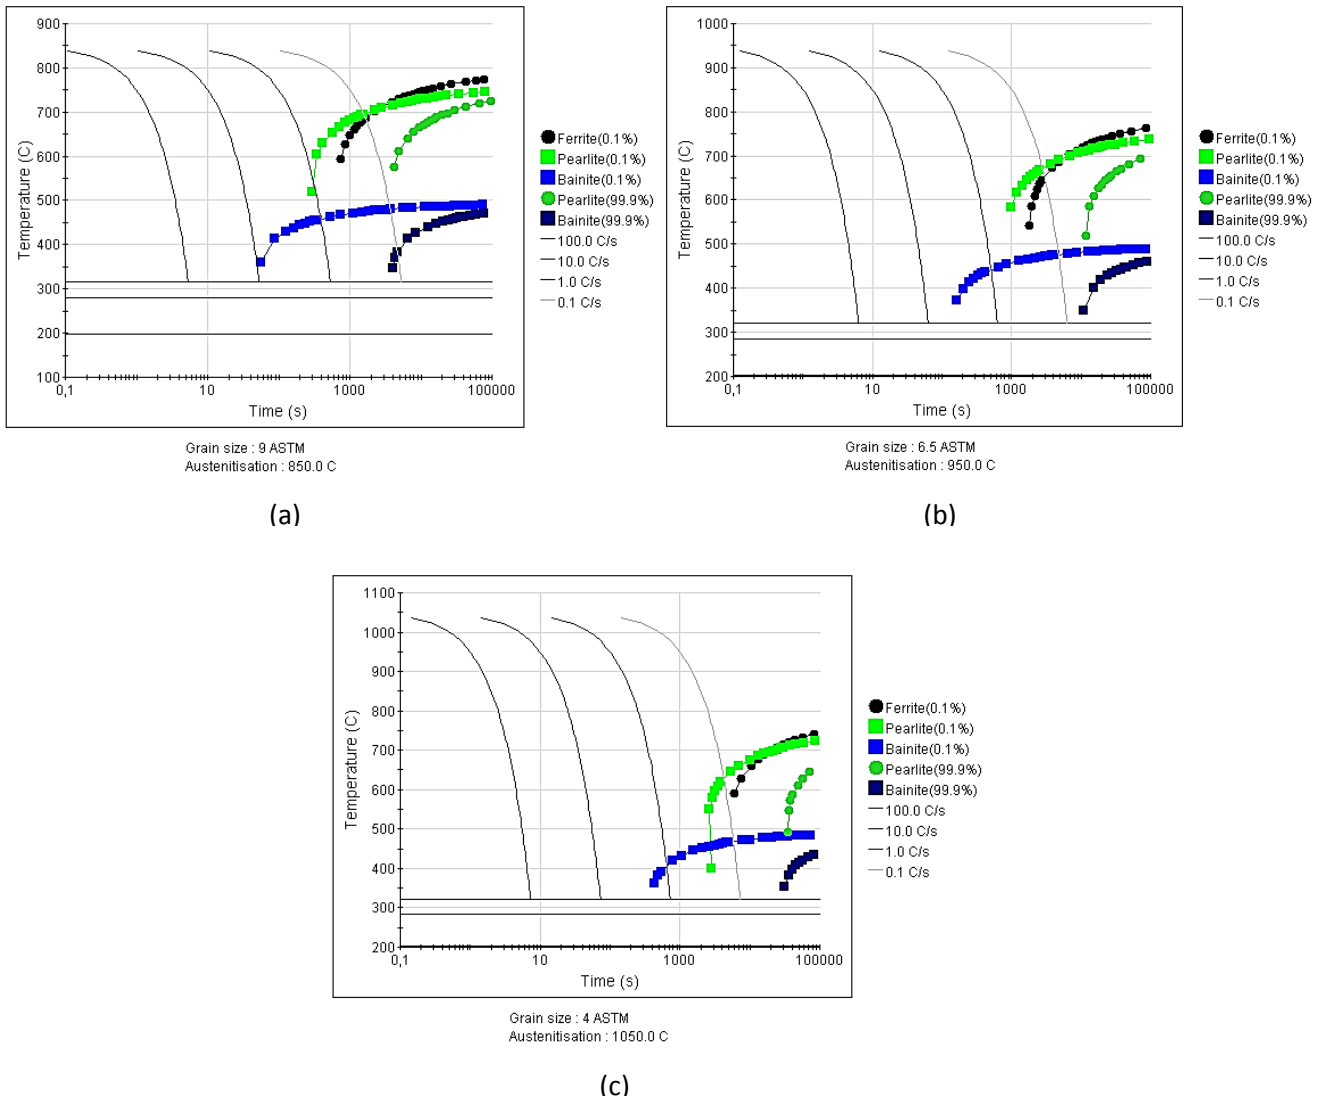 900
800
700
600
500
400
300
200
100
Temperature (C)
0,1
10
1000
100000
Time (s)
Ferrite(0.1%)
Pearlite(0.1%)
Bainite(0.1%)
Pearlite(99.9%)
Bainite(99.9%)
100.0 C/s
10.0 C/s
1.0 C/s
0.1 C/s
Grain size : 9 ASTM
Austenitisation : 850.0 C
(a)
1000
900
800
700
600
500
400
300
200
Temperature (C)
0,1
10
1000
100000
Time (s)
Ferrite(0.1%)
Pearlite(0.1%)
Bainite(0.1%)
Pearlite(99.9%)
Bainite(99.9%)
100.0 C/s
10.0 C/s
1.0 C/s
0.1 C/s
Grain size : 6.5 ASTM
Austenitisation : 950.0 C
(b)
1100
1000
900
800
700
600
500
400
300
200
Temperature (C)
0,1
10
1000
100000
Time (s)
Ferrite(0.1%)
Pearlite(0.1%)
Bainite(0.1%)
Pearlite(99.9%)
Bainite(99.9%)
100.0 C/s
10.0 C/s
1.0 C/s
0.1 C/s
Grain size : 4 ASTM
Austenitisation : 1050.0 C
(c)